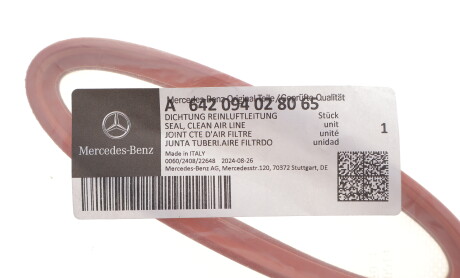 Mercedes-Benz Original-Teile / Geprüfte Qualität
A 642 094 02 80 65
DICHTUNG REINLUFTLEITUNG Stück
SEAL, CLEAN AIR LINE unit
JOINT CTE D'AIR FILTRE unité
JUNTA TUBERI.AIRE FILTRDO unidad
1
Made in ITALY
0060/2408/22648 2024-08-26
Mercedes-Benz AG, Mercedesstr.120, 70372 Stuttgart, DE
Mercedes-Benz